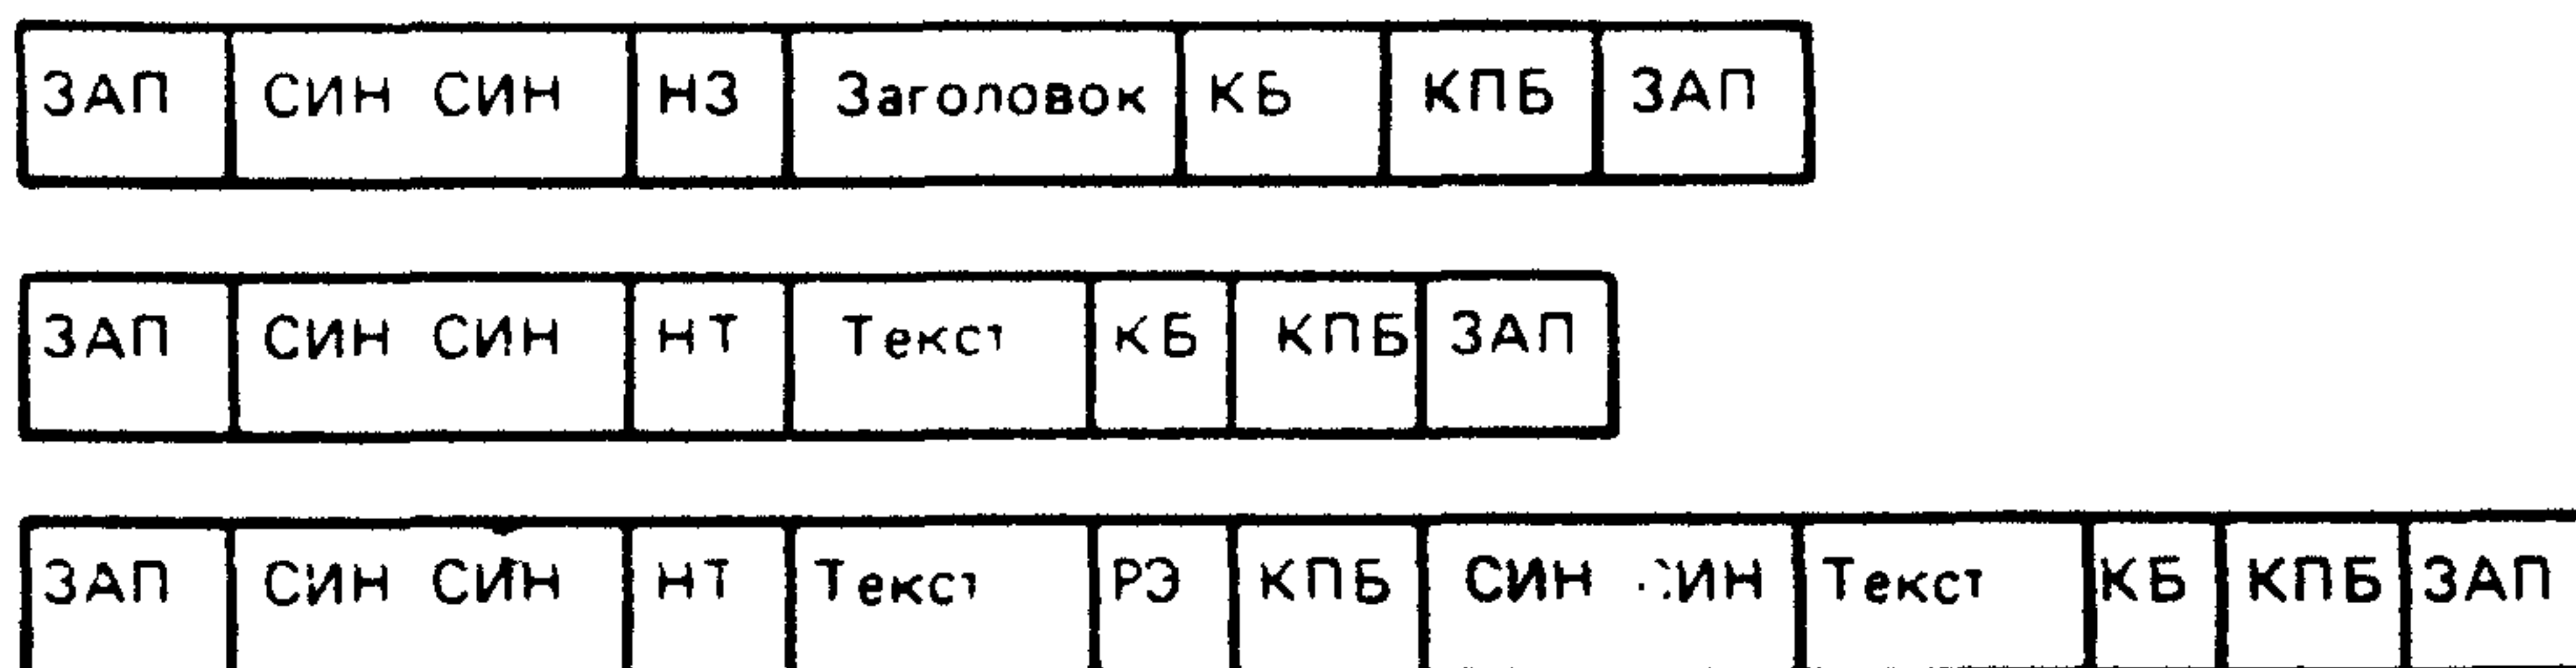 ЗАП СИН СИН НЗ Заголовок КБ КПБ ЗАП
ЗАП СИН СИН НТ Текст КБ КПБ ЗАП
ЗАП СИН СИН НТ Текст РЭ КПБ СИН СИН Текст КБ КПБ ЗАП